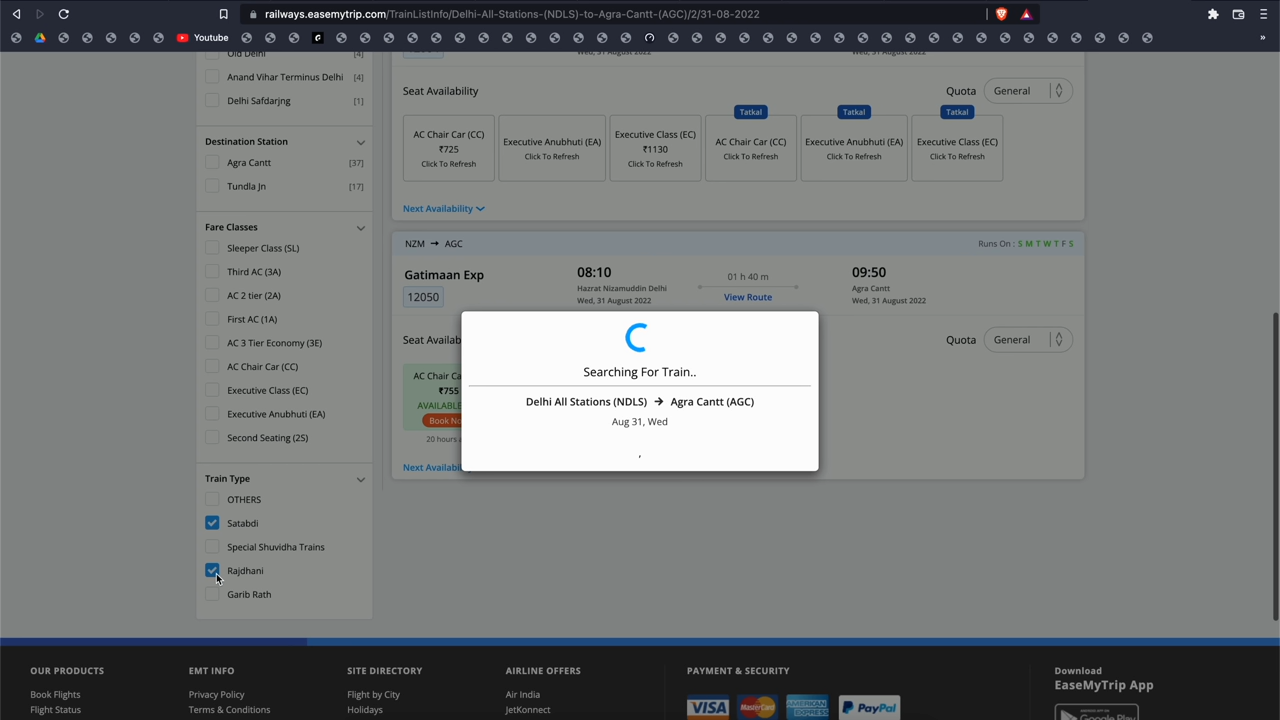 railways.easemytrip.com/TrainListInfo/Delhi-All-Stations-(NDLS)-to-Agra-Cantt-(AGC)/2/31-08-2022
Youtube
»
Old Delhi [4]
Anand Vihar Terminus Delhi [4]
Delhi Safdarjng [1]
Destination Station
Agra Cantt [37]
Tundla Jn [17]
Fare Classes
Sleeper Class (SL)
Third AC (3A)
AC 2 tier (2A)
First AC (1A)
AC 3 Tier Economy (3E)
AC Chair Car (CC)
Executive Class (EC)
Executive Anubhuti (EA)
Second Seating (2S)
Train Type
OTHERS
Satabdi
Special Shuvidha Trains
Rajdhani
Garib Rath
Wed, 31 August 2022 Wed, 31 August 2022
Seat Availability Quota General
Tatkal Tatkal Tatkal
AC Chair Car (CC) Executive Anubhuti (EA) Executive Class (EC) AC Chair Car (CC) Executive Anubhuti (EA) Executive Class (EC)
₹725 ₹1130
Click To Refresh Click To Refresh Click To Refresh Click To Refresh Click To Refresh Click To Refresh
Next Availability
NZM → AGC Runs On : S M T W T F S
Gatimaan Exp 08:10 01 h 40 m 09:50
12050 Hazrat Nizamuddin Delhi View Route Agra Cantt
Wed, 31 August 2022 Wed, 31 August 2022
Seat Availab Quota General
AC Chair Ca
₹755
AVAILABLE
Book No
20 hours a
Next Availabili
Searching For Train..
Delhi All Stations (NDLS) → Agra Cantt (AGC)
Aug 31, Wed
,
OUR PRODUCTS EMT INFO SITE DIRECTORY AIRLINE OFFERS PAYMENT & SECURITY Download
EaseMyTrip App
Book Flights Privacy Policy Flight by City Air India
Flight Status Terms & Conditions Holidays JetKonnect
VISA MasterCard AMERICAN EXPRESS PayPal
Google Play